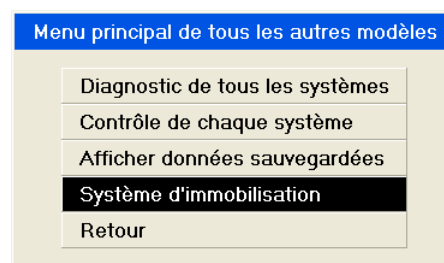 Menu principal de tous les autres modèles
Diagnostic de tous les systèmes
Contrôle de chaque système
Afficher données sauvegardées
Système d'immobilisation
Retour